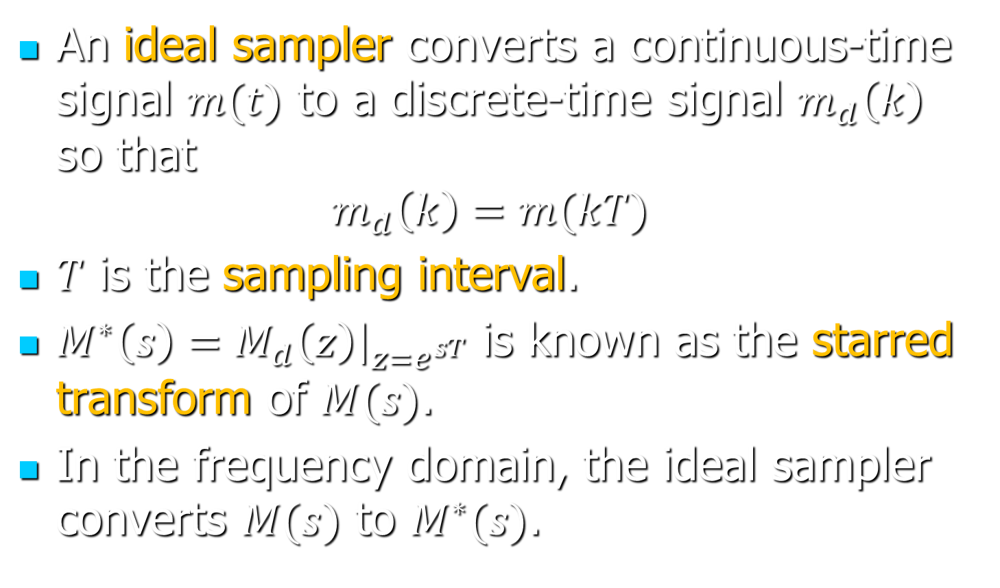 ■ An ideal sampler converts a continuous-time
signal m(t) to a discrete-time signal m_d(k)
so that
m_d(k) = m(kT)
■ T is the sampling interval.
■ M*(s) = M_d(z)|_{z=e^{sT}} is known as the starred
transform of M(s).
■ In the frequency domain, the ideal sampler
converts M(s) to M*(s).